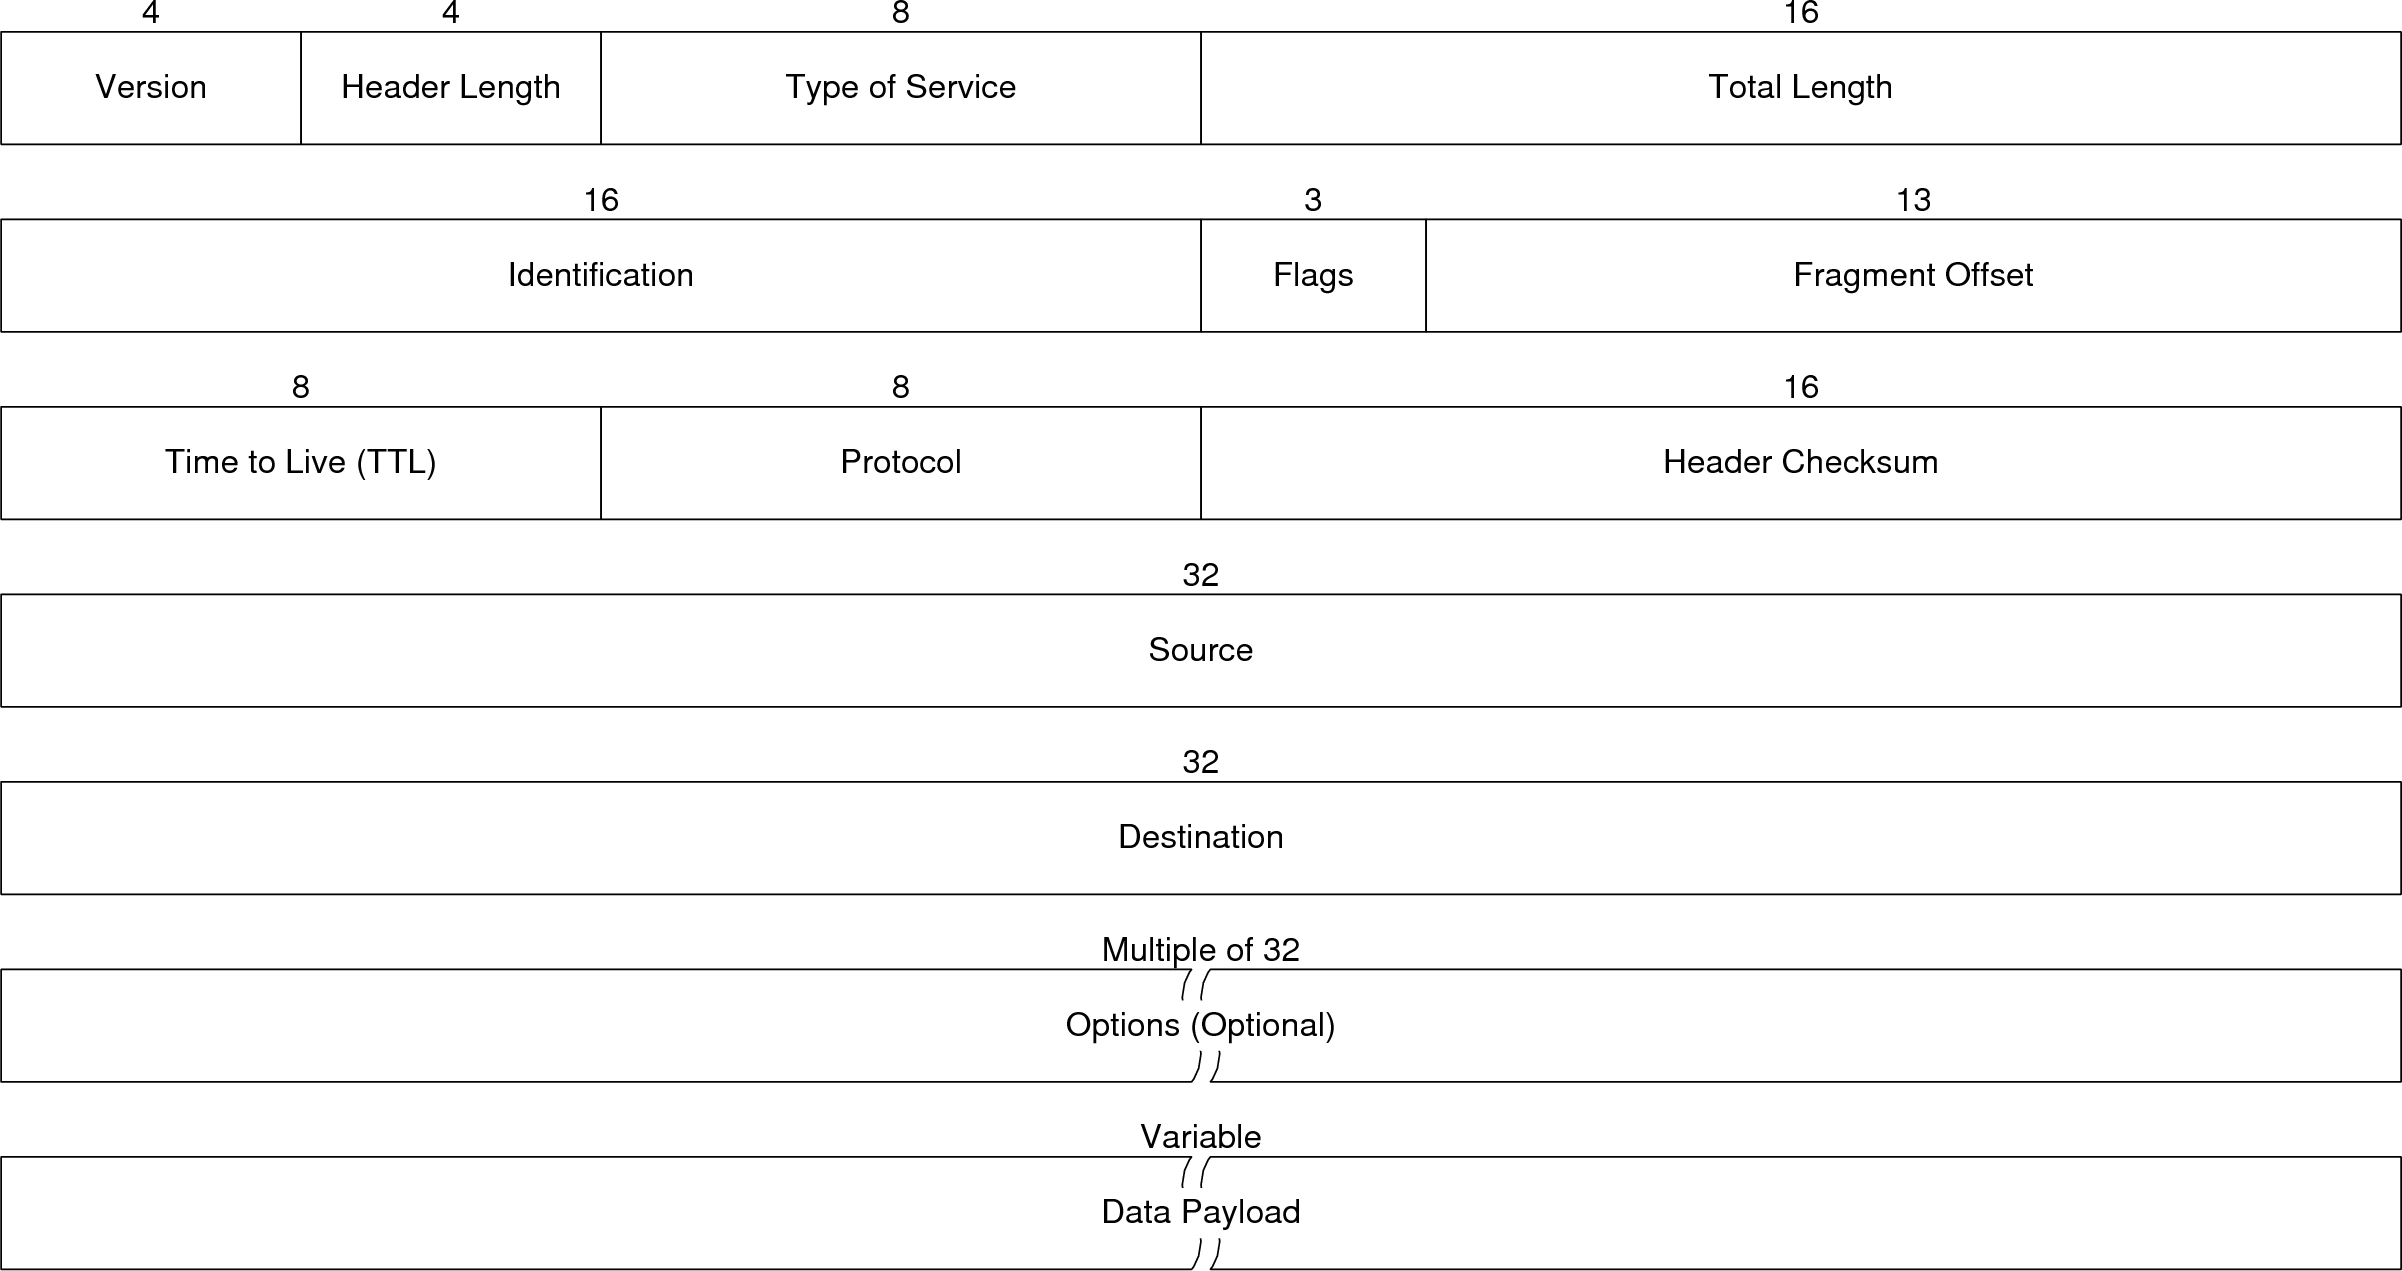 4 4 8 16
Version Header Length Type of Service Total Length
16 3 13
Identification Flags Fragment Offset
8 8 16
Time to Live (TTL) Protocol Header Checksum
32
Source
32
Destination
Multiple of 32
Options (Optional)
Variable
Data Payload